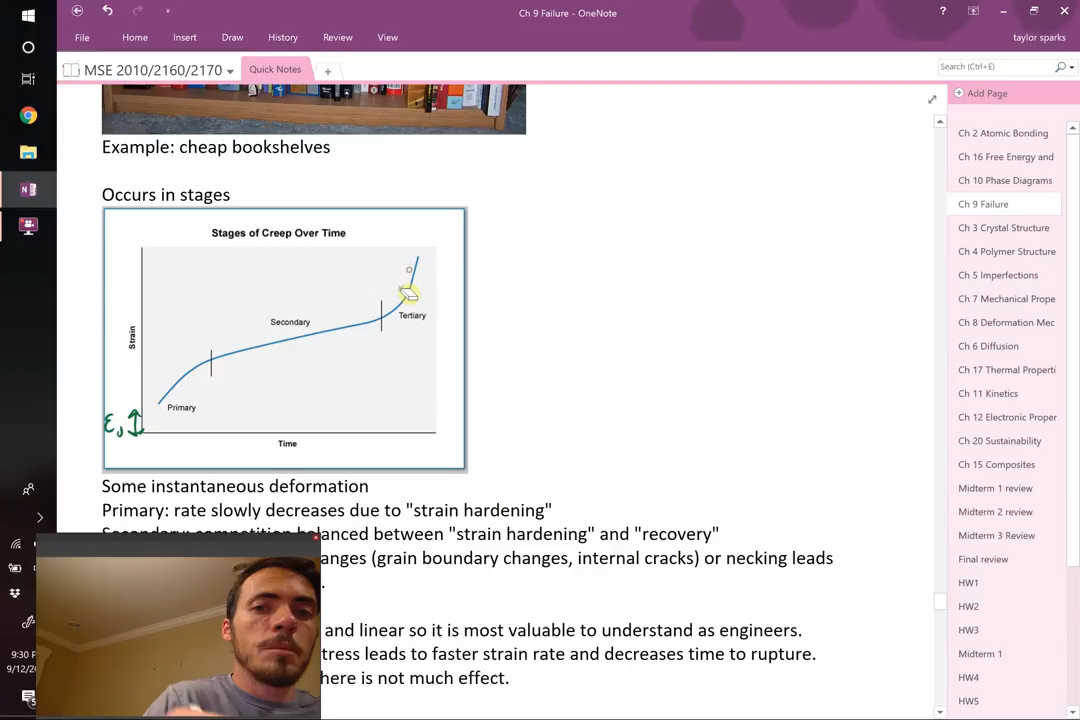 Ch 9 Failure - OneNote
?
File
Home
Insert
Draw
History
Review
View
taylor sparks
MSE 2010/2160/2170
Quick Notes
+
Search (Ctrl+E)
Add Page
Ch 2 Atomic Bonding
Ch 16 Free Energy and
Ch 10 Phase Diagrams
Ch 9 Failure
Ch 3 Crystal Structure
Ch 4 Polymer Structure
Ch 5 Imperfections
Ch 7 Mechanical Prope
Ch 8 Deformation Mec
Ch 6 Diffusion
Ch 17 Thermal Properti
Ch 11 Kinetics
Ch 12 Electronic Proper
Ch 20 Sustainability
Ch 15 Composites
Midterm 1 review
Midterm 2 review
Midterm 3 Review
Final review
HW1
HW2
HW3
Midterm 1
HW4
HW5
Example: cheap bookshelves
Occurs in stages
Stages of Creep Over Time
Strain
Secondary
Tertiary
Primary
Time
Some instantaneous deformation
Primary: rate slowly decreases due to "strain hardening"
Secondary: competition balanced between "strain hardening" and "recovery"
anges (grain boundary changes, internal cracks) or necking leads
.
and linear so it is most valuable to understand as engineers.
tress leads to faster strain rate and decreases time to rupture.
here is not much effect.
9:30 P
9/12/20